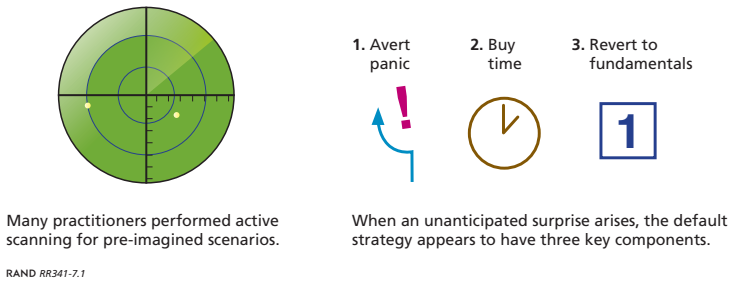 1. Avert
panic
2. Buy
time
3. Revert to
fundamentals
!
1
Many practitioners performed active
scanning for pre-imagined scenarios.
When an unanticipated surprise arises, the default
strategy appears to have three key components.
RAND RR341-7.1